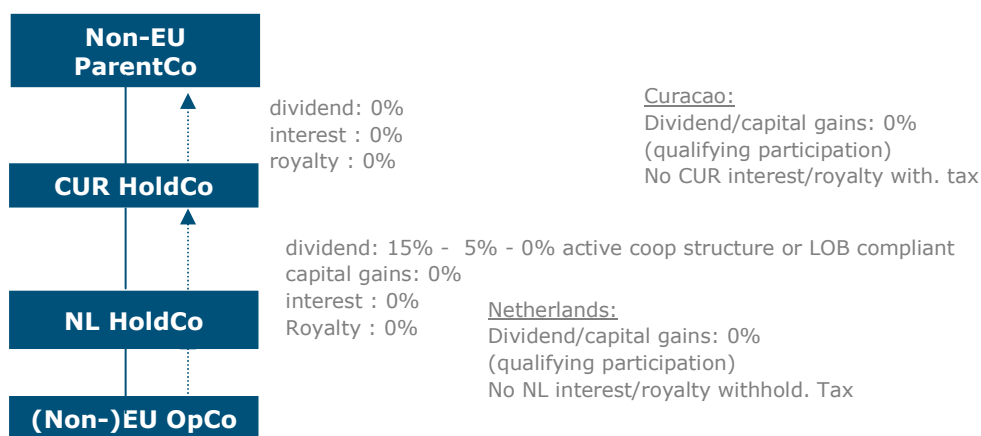 Non-EU
ParentCo
dividend: 0%
interest : 0%
royalty : 0%
Curacao:
Dividend/capital gains: 0%
(qualifying participation)
No CUR interest/royalty with. tax
CUR HoldCo
dividend: 15% - 5% - 0% active coop structure or LOB compliant
capital gains: 0%
interest : 0%
Royalty : 0%
Netherlands:
Dividend/capital gains: 0%
(qualifying participation)
No NL interest/royalty withhold. Tax
NL HoldCo
(Non-)EU OpCo